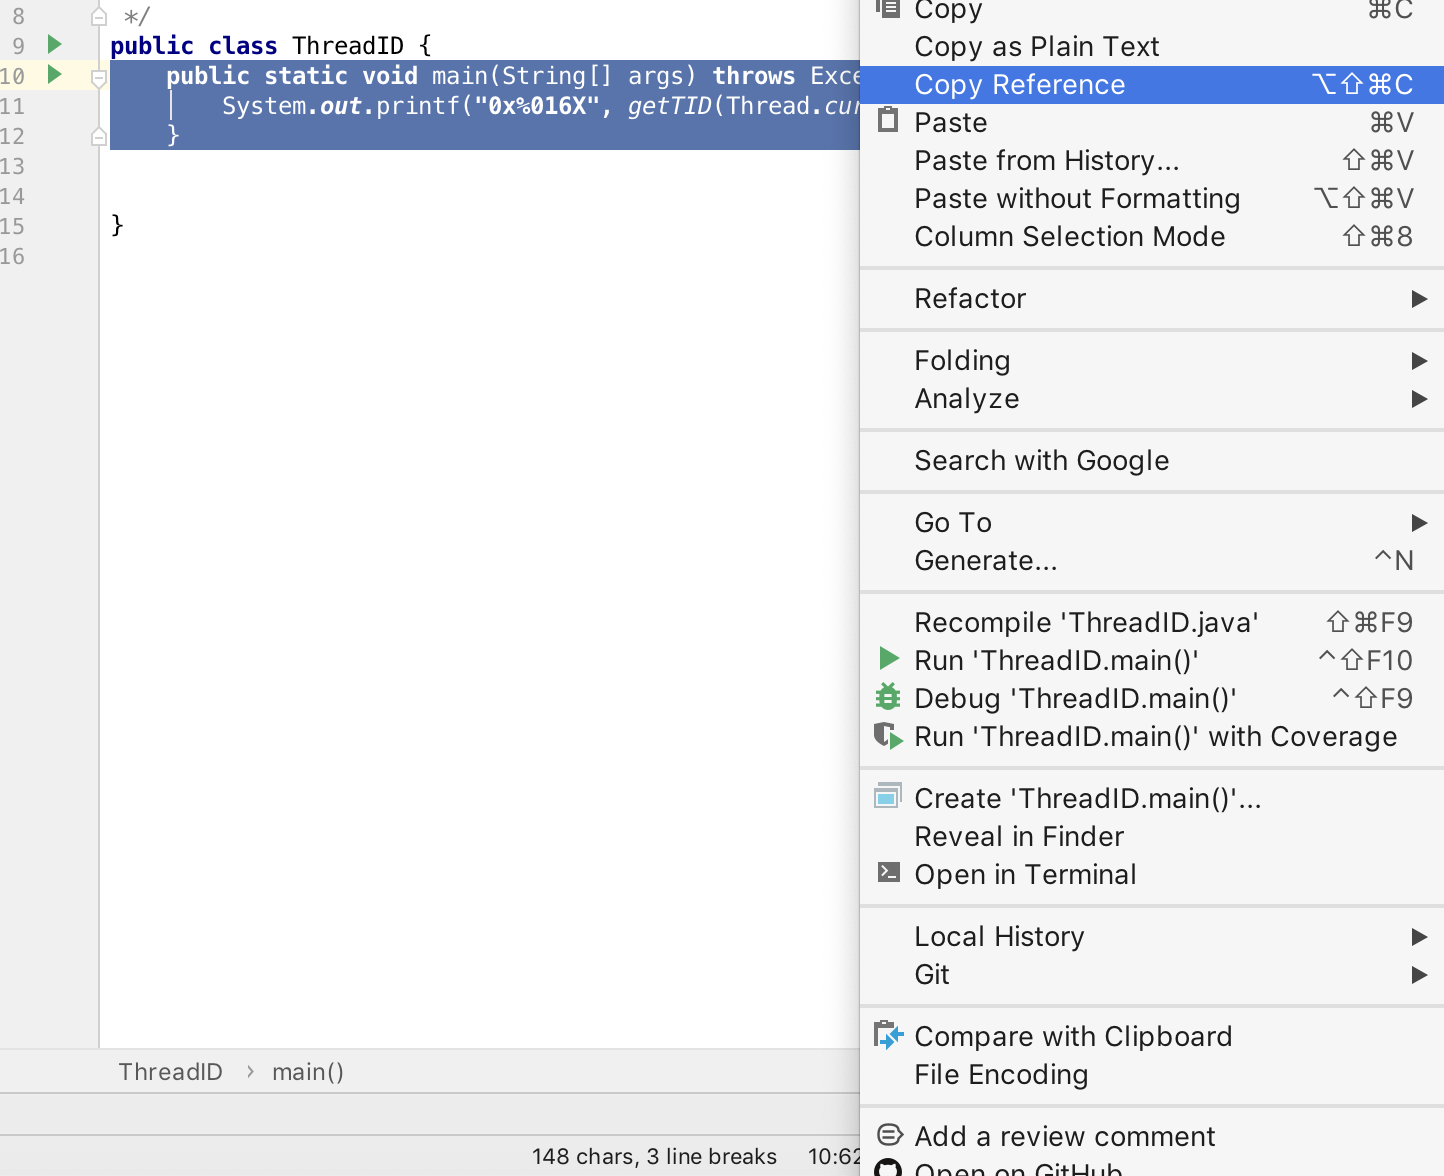 8 */
9 public class ThreadID {
10 public static void main(String[] args) throws Exce
11 System.out.printf("0x%016X", getTID(Thread.cur
12 }
13
14
15 }
16
ThreadID › main()
148 chars, 3 line breaks 10:62
Copy ⌘C
Copy as Plain Text
Copy Reference ⌥⇧⌘C
Paste ⌘V
Paste from History... ⇧⌘V
Paste without Formatting ⌥⇧⌘V
Column Selection Mode ⇧⌘8
Refactor
Folding
Analyze
Search with Google
Go To
Generate... ^N
Recompile 'ThreadID.java' ⇧⌘F9
Run 'ThreadID.main()' ^⇧F10
Debug 'ThreadID.main()' ^⇧F9
Run 'ThreadID.main()' with Coverage
Create 'ThreadID.main()'...
Reveal in Finder
Open in Terminal
Local History
Git
Compare with Clipboard
File Encoding
Add a review comment
Open on GitHub